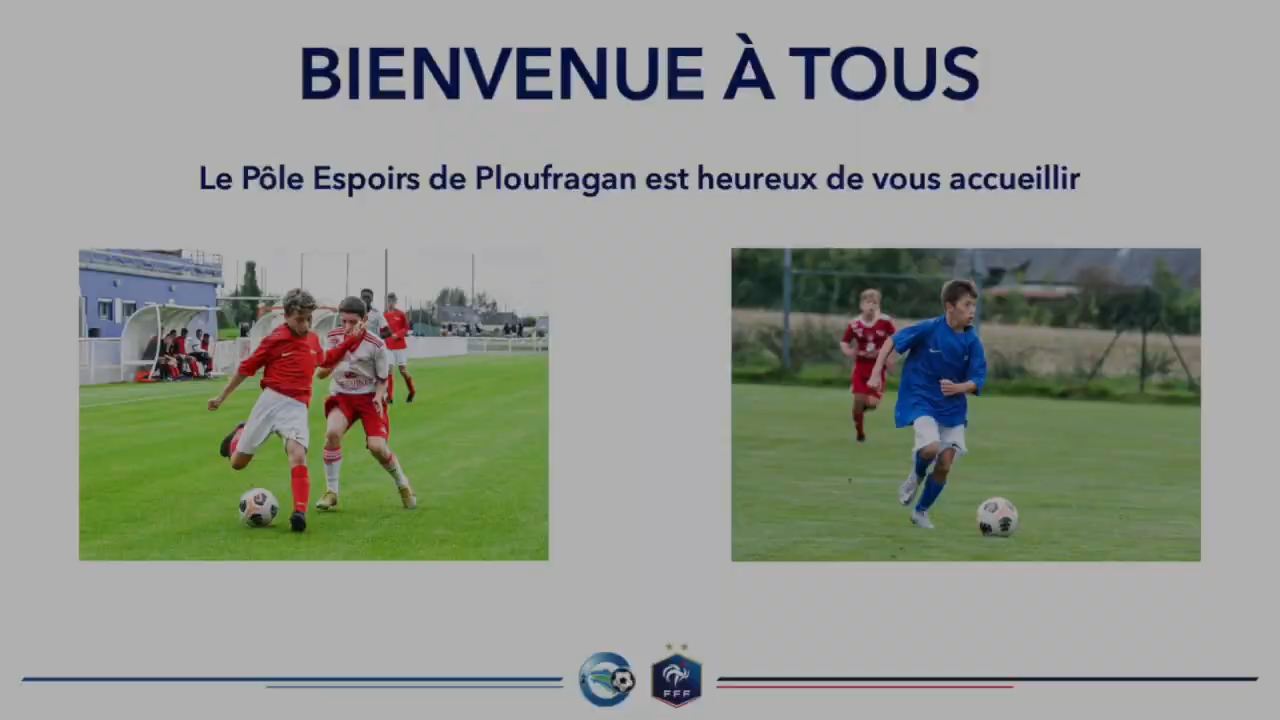 BIENVENUE À TOUS
Le Pôle Espoirs de Ploufragan est heureux de vous accueillir
FFF